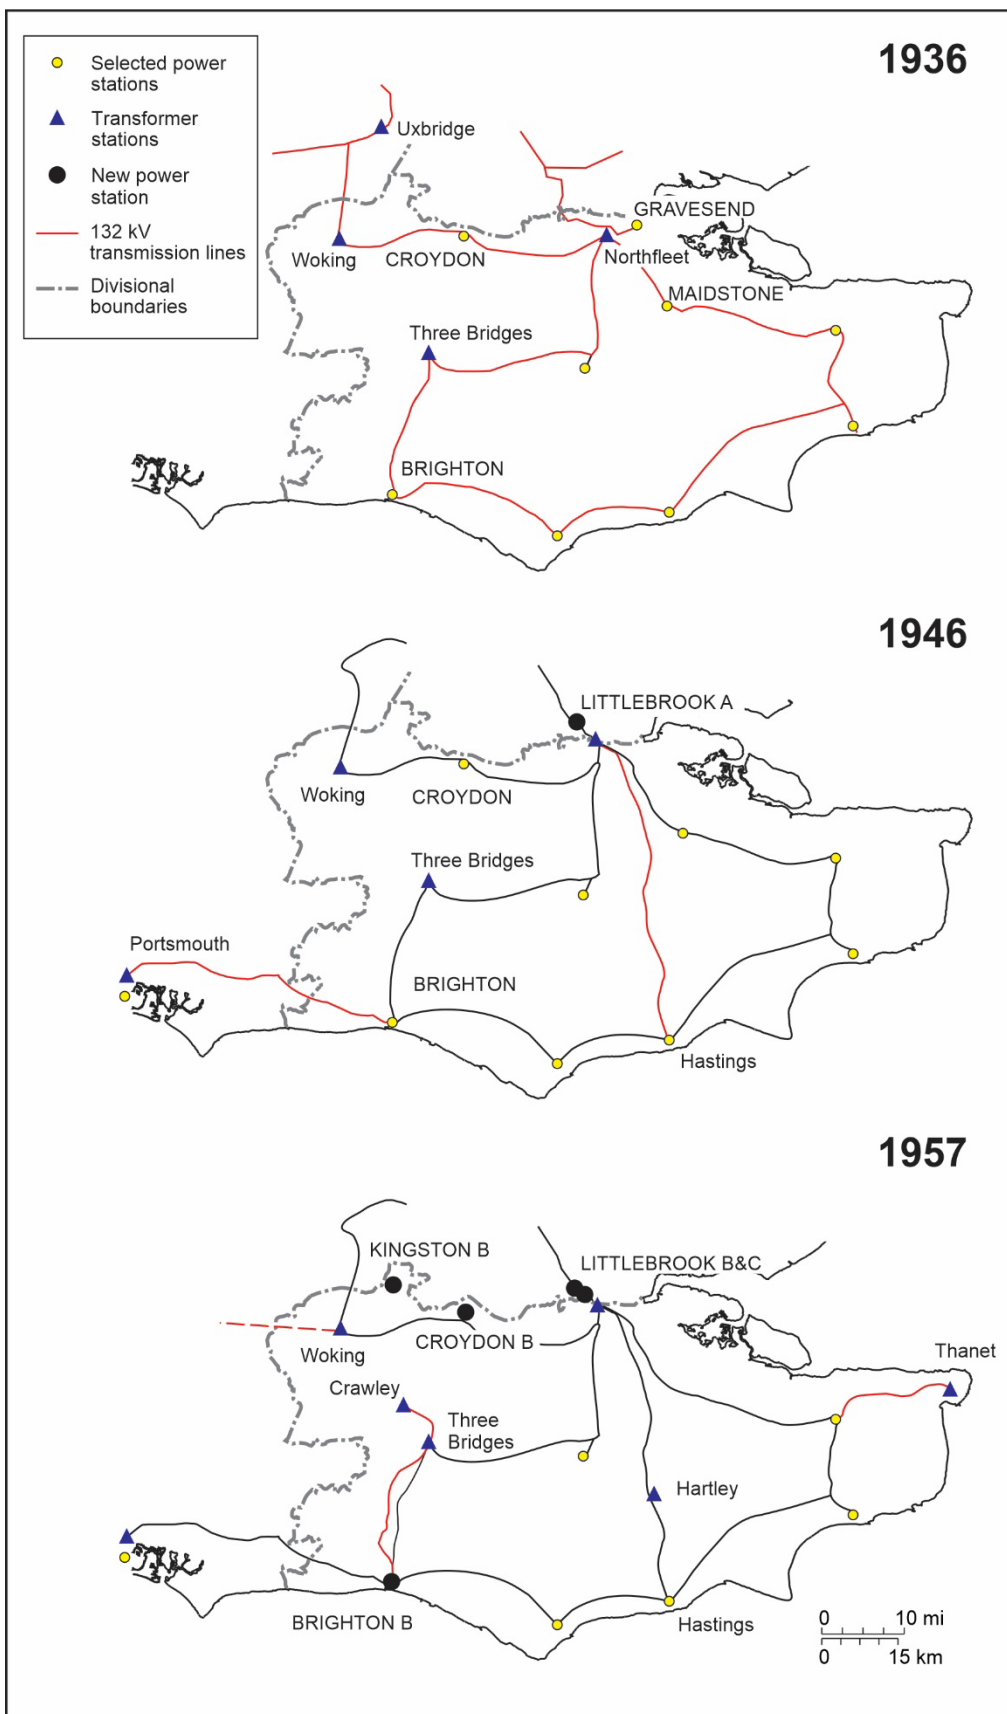 1936
Selected power
stations
Transformer
stations
New power
station
132 kV
transmission lines
Divisional
boundaries
Uxbridge
GRAVESEND
Woking
CROYDON
Northfleet
MAIDSTONE
Three Bridges
BRIGHTON
1946
LITTLEBROOK A
Woking
CROYDON
Three Bridges
Portsmouth
BRIGHTON
Hastings
1957
KINGSTON B
LITTLEBROOK B&C
CROYDON B
Woking
Thanet
Crawley
Three
Bridges
Hartley
BRIGHTON B
Hastings
0 10 mi
0 15 km